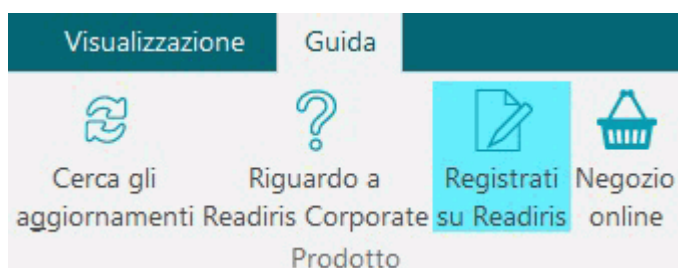 Visualizzazione Guida
Cerca gli Riguardo a Registrati Negozio
aggiornamenti Readiris Corporate su Readiris online
Prodotto